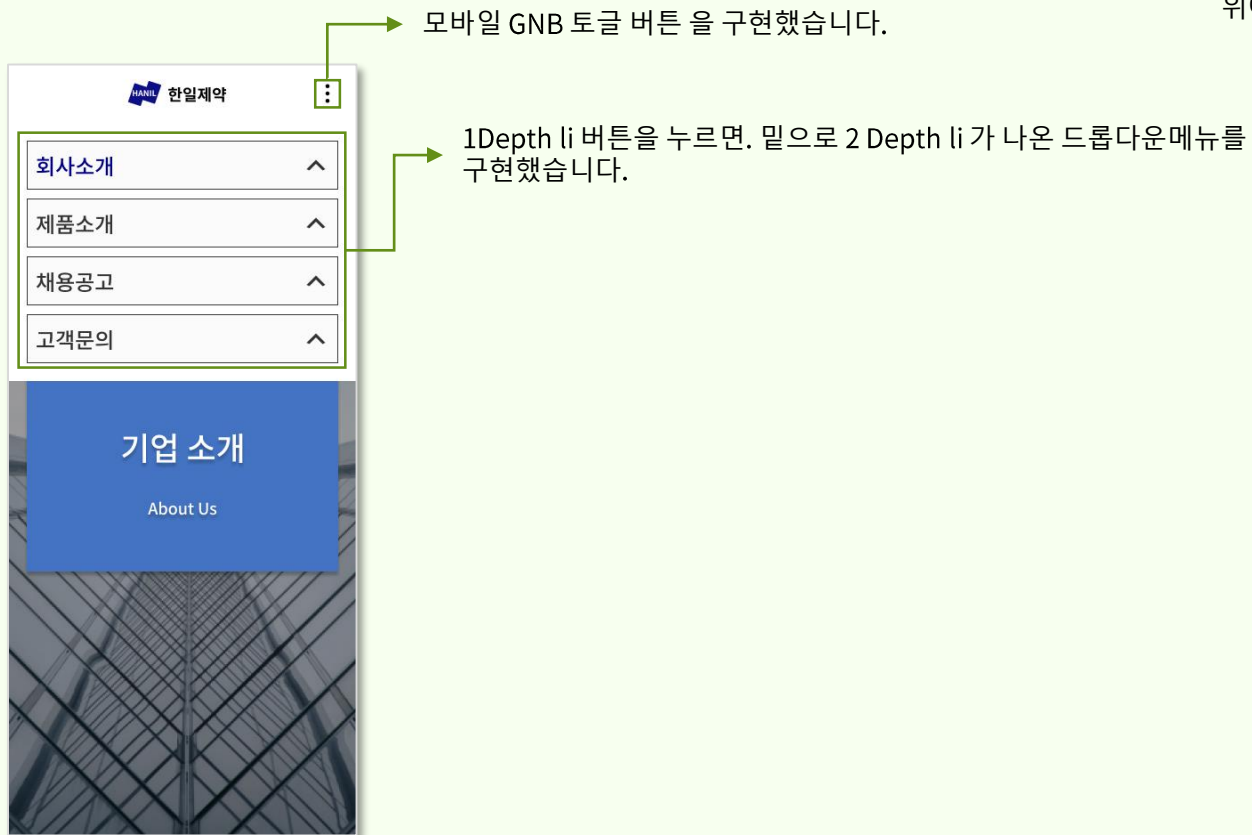 모바일 GNB 토글 버튼 을 구현했습니다.
HANIL 한일제약
1Depth li 버튼을 누르면. 밑으로 2 Depth li 가 나온 드롭다운메뉴를
구현했습니다.
회사소개
제품소개
채용공고
고객문의
기업 소개
About Us